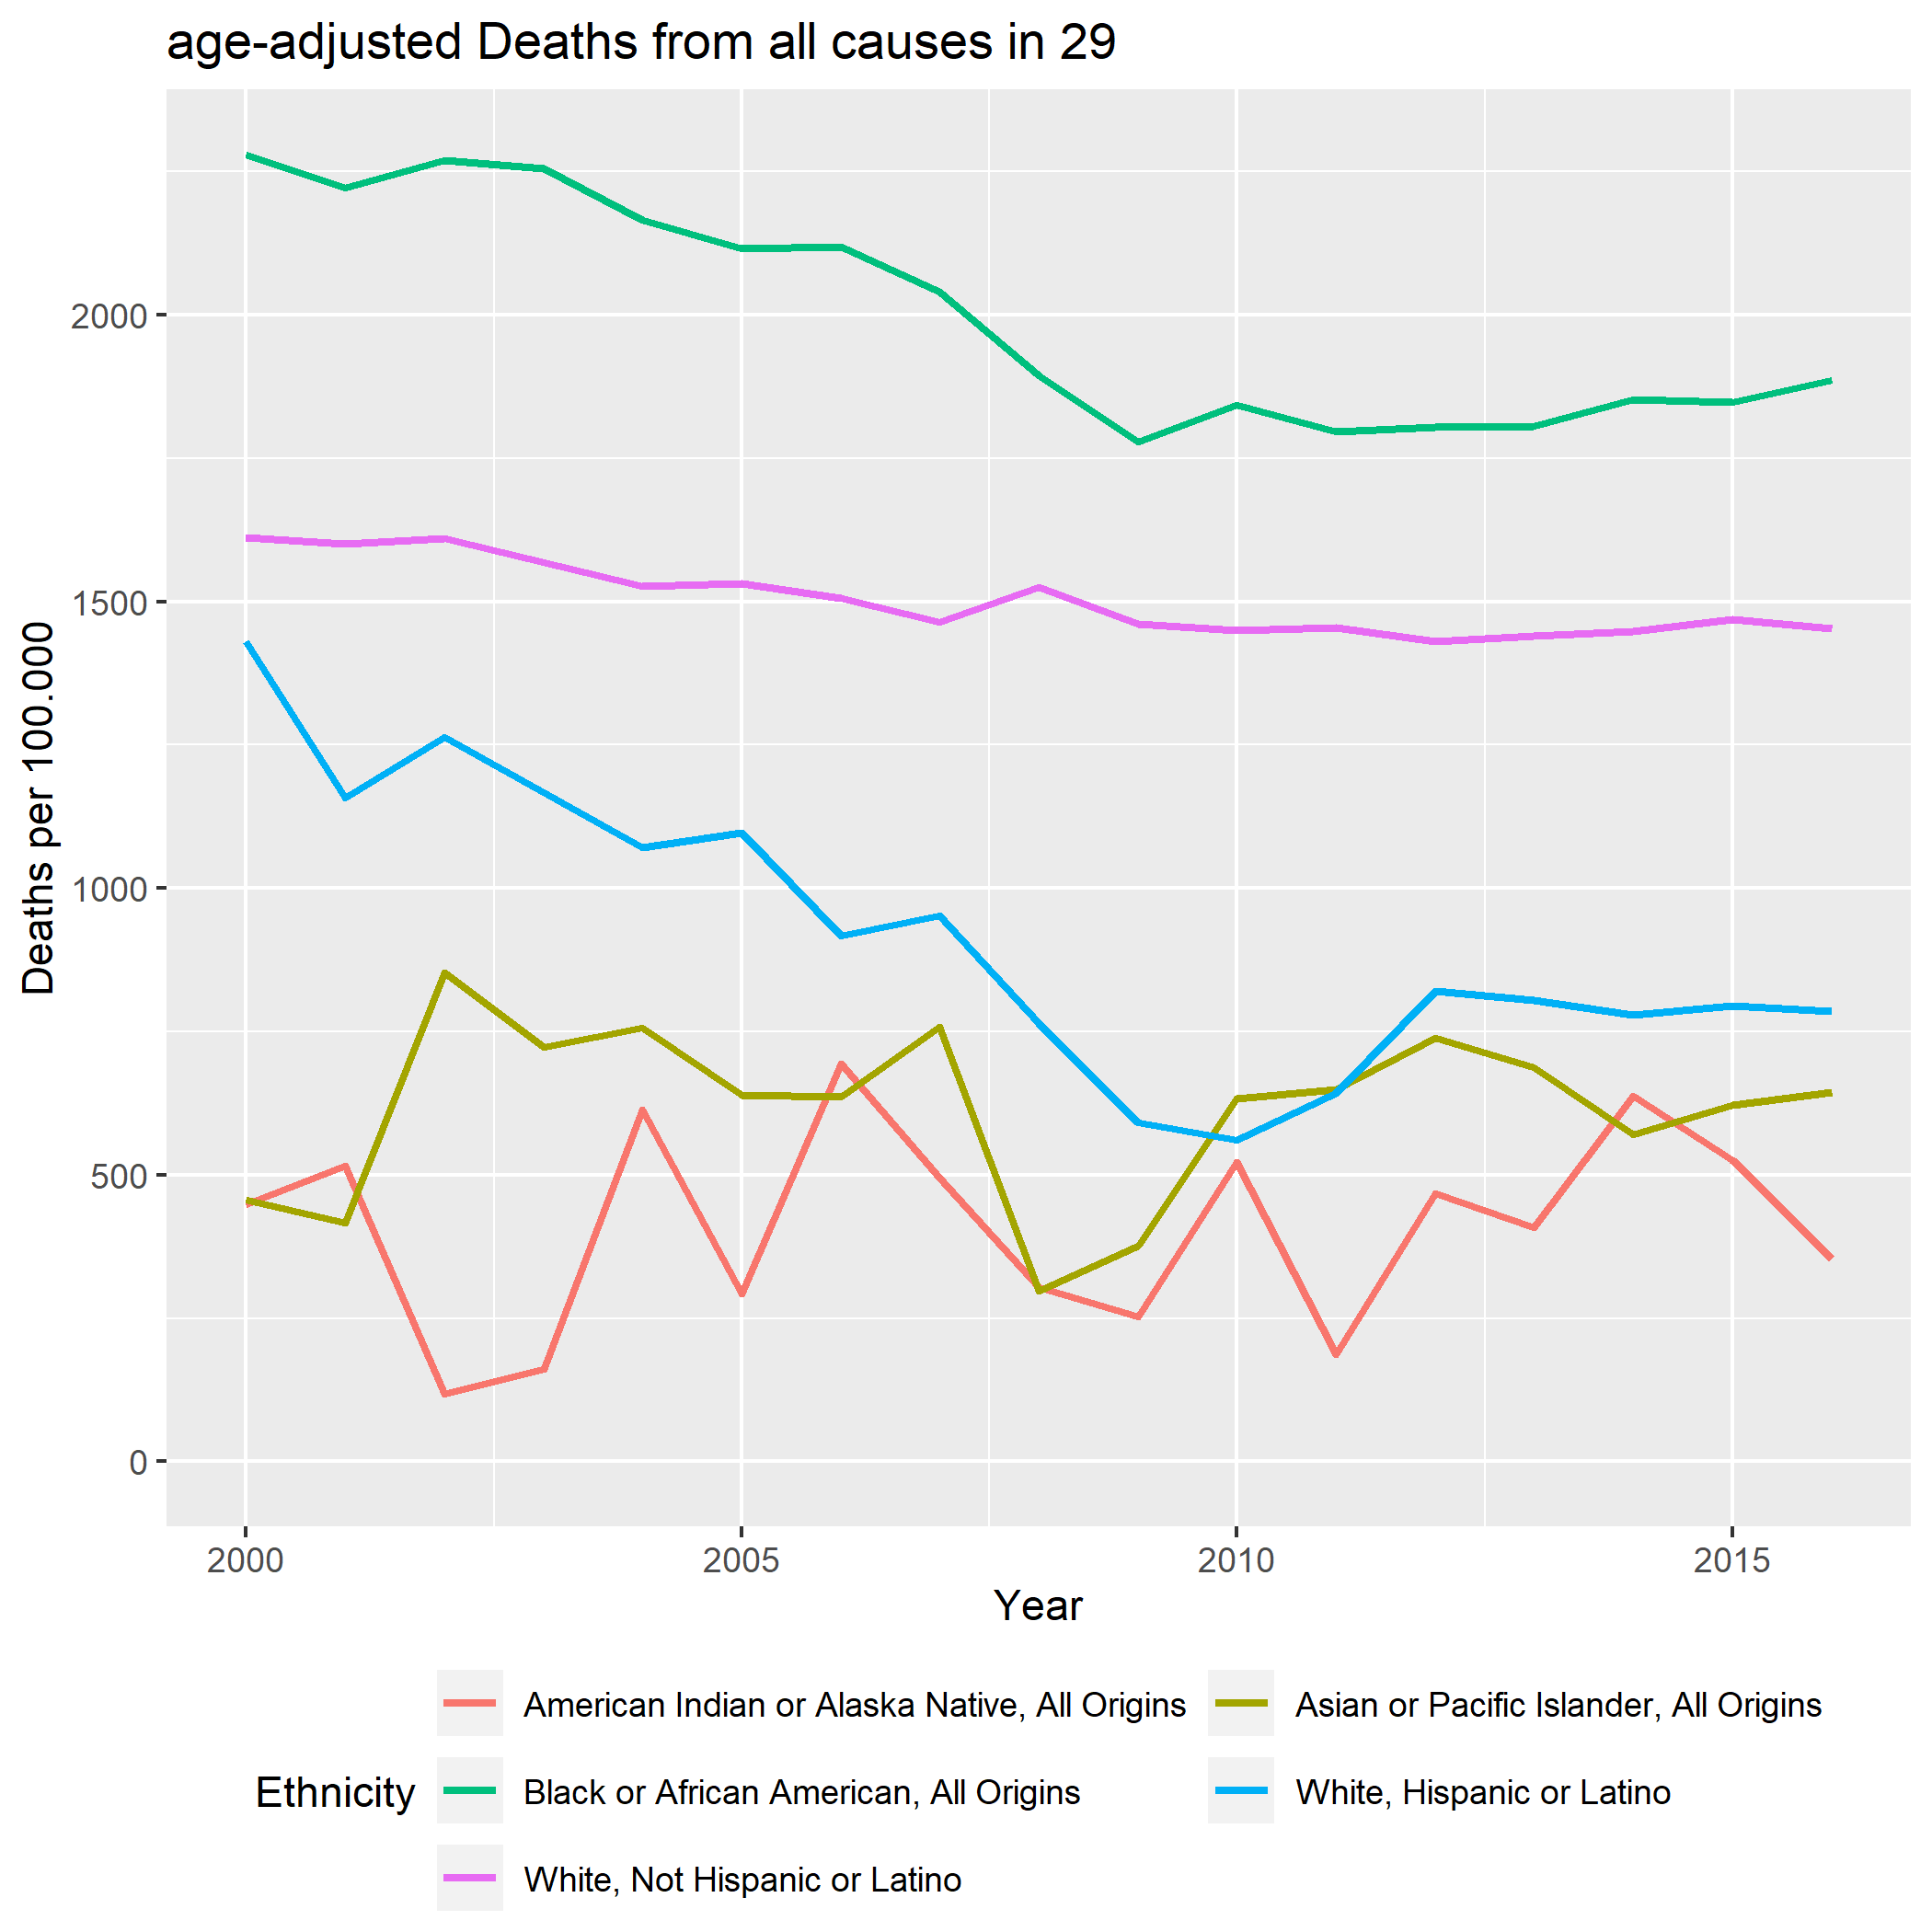 age-adjusted Deaths from all causes in 29
Deaths per 100.000
2000
1500
1000
500
0
2000 2005 2010 2015
Year
Ethnicity
American Indian or Alaska Native, All Origins
Asian or Pacific Islander, All Origins
Black or African American, All Origins
White, Hispanic or Latino
White, Not Hispanic or Latino